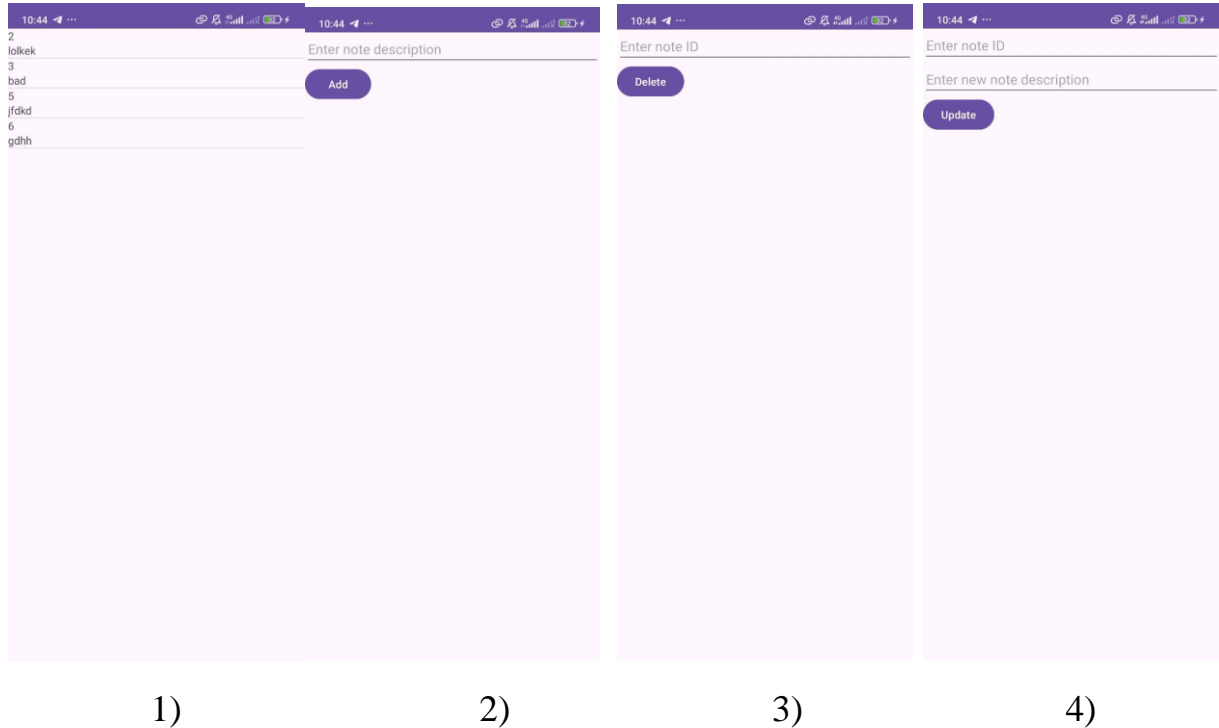 10:44
2
lolkek
3
bad
5
jfdkd
6
gdhh
10:44
Enter note description
Add
10:44
Enter note ID
Delete
10:44
Enter note ID
Enter new note description
Update
1)
2)
3)
4)